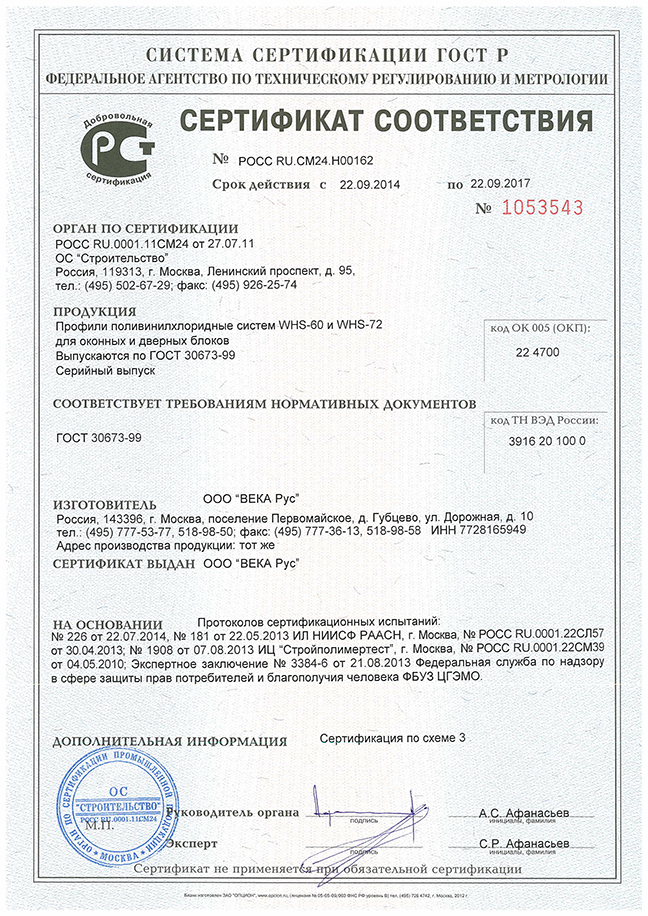 СИСТЕМА СЕРТИФИКАЦИИ ГОСТ Р
ФЕДЕРАЛЬНОЕ АГЕНТСТВО ПО ТЕХНИЧЕСКОМУ РЕГУЛИРОВАНИЮ И МЕТРОЛОГИИ
Добровольная
РСТ
сертификация
СЕРТИФИКАТ СООТВЕТСТВИЯ
№ РОСС RU.СМ24.Н00162
Срок действия с 22.09.2014 по 22.09.2017
№ 1053543
ОРГАН ПО СЕРТИФИКАЦИИ
РОСС RU.0001.11СМ24 от 27.07.11
ОС "Строительство"
Россия, 119313, г. Москва, Ленинский проспект, д. 95,
тел.: (495) 502-67-29; факс: (495) 926-25-74
ПРОДУКЦИЯ
Профили поливинилхлоридные систем WHS-60 и WHS-72
для оконных и дверных блоков
Выпускаются по ГОСТ 30673-99
Серийный выпуск
код ОК 005 (ОКП):
22 4700
СООТВЕТСТВУЕТ ТРЕБОВАНИЯМ НОРМАТИВНЫХ ДОКУМЕНТОВ
ГОСТ 30673-99
код ТН ВЭД России:
3916 20 100 0
ИЗГОТОВИТЕЛЬ ООО "ВЕКА Рус"
Россия, 143396, г. Москва, поселение Первомайское, д. Губцево, ул. Дорожная, д. 10
тел.: (495) 777-53-77, 518-98-50; факс: (495) 777-36-13, 518-98-58 ИНН 7728165949
Адрес производства продукции: тот же
СЕРТИФИКАТ ВЫДАН ООО "ВЕКА Рус"
НА ОСНОВАНИИ Протоколов сертификационных испытаний:
№ 226 от 22.07.2014, № 181 от 22.05.2013 ИЛ НИИСФ РААСН, г. Москва, № РОСС RU.0001.22СЛ57
от 30.04.2013; № 1908 от 07.08.2013 ИЦ "Стройполимертест", г. Москва, № РОСС RU.0001.22СМ39
от 04.05.2010; Экспертное заключение № 3384-6 от 21.08.2013 Федеральная служба по надзору
в сфере защиты прав потребителей и благополучия человека ФБУЗ ЦГЭМО.
ДОПОЛНИТЕЛЬНАЯ ИНФОРМАЦИЯ Сертификация по схеме 3
ОРГАН ПО СЕРТИФИКАЦИИ ПРОМЫШЛЕННОЙ ПРОДУКЦИИ
ОС
"СТРОИТЕЛЬСТВО"
РОСС RU.0001.11СМ24
МОСКВА
М.П.
Руководитель органа
подпись
А.С. Афанасьев
инициалы, фамилия
Эксперт
подпись
С.Р. Афанасьев
инициалы, фамилия
Сертификат не применяется при обязательной сертификации
Бланк изготовлен ЗАО "ОПЦИОН", www.opcion.ru, (лицензия № 05-05-09/003 ФНС РФ уровень В) тел. (495) 726 4742, г. Москва, 2012 г.